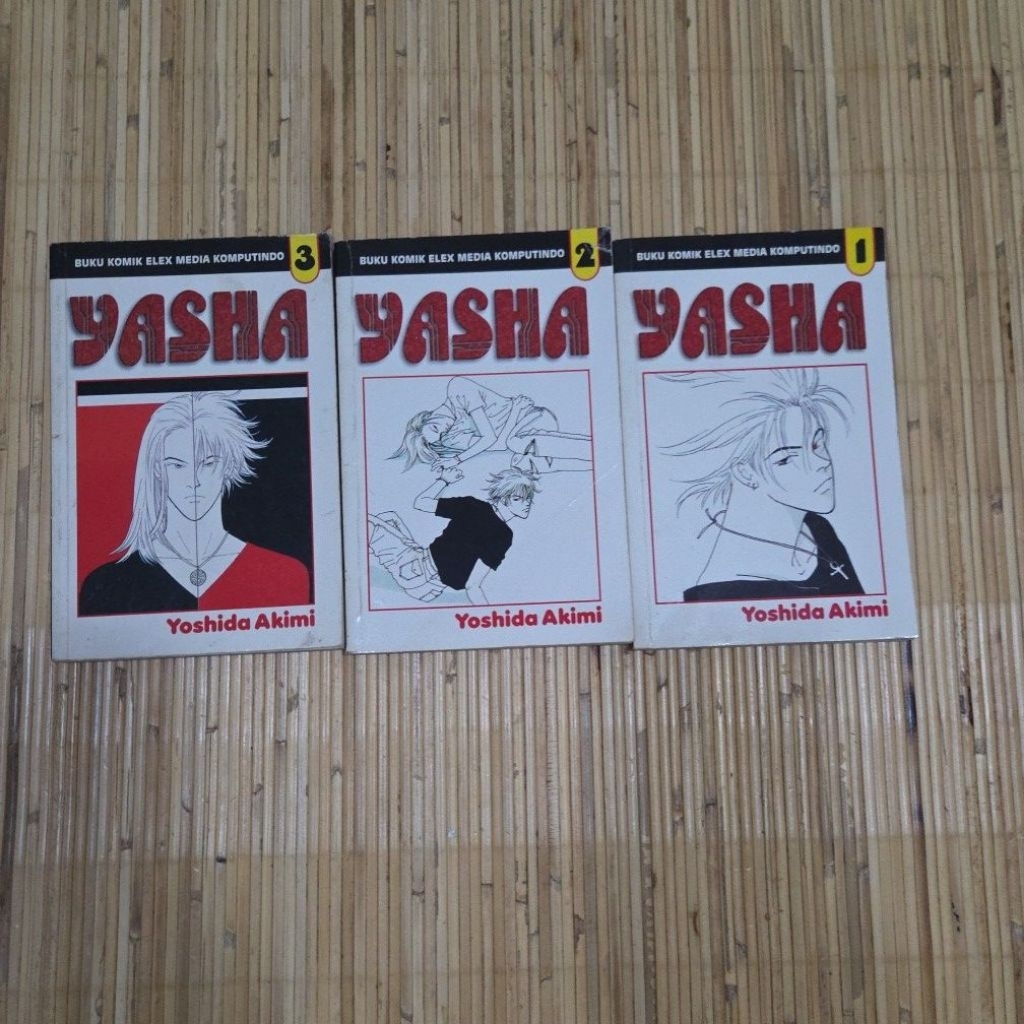 BUKU KOMIK ELEX MEDIA KOMPUTINDO 3
YASHA
Yoshida Akimi
BUKU KOMIK ELEX MEDIA KOMPUTINDO 2
YASHA
Yoshida Akimi
BUKU KOMIK ELEX MEDIA KOMPUTINDO 1
YASHA
Yoshida Akimi